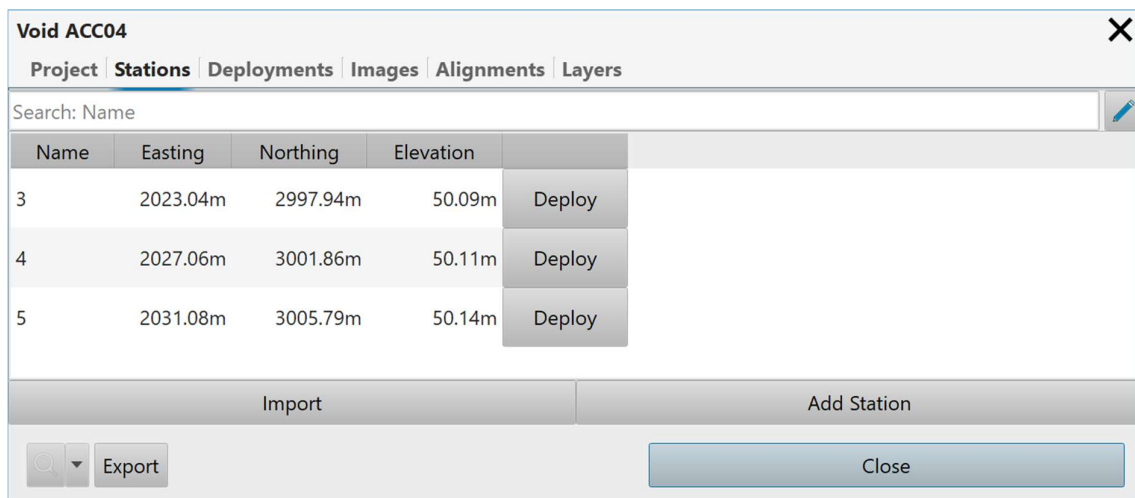 Void ACC04
Project Stations Deployments Images Alignments Layers
Search: Name
Name Easting Northing Elevation
3 2023.04m 2997.94m 50.09m Deploy
4 2027.06m 3001.86m 50.11m Deploy
5 2031.08m 3005.79m 50.14m Deploy
Import Add Station
Export Close